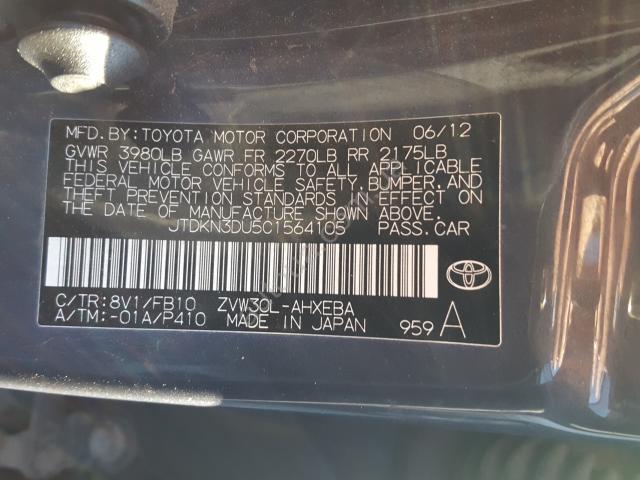 MFD.BY:TOYOTA MOTOR CORPORATION 06/12
GVWR 3980LB GAWR FR 2270LB RR 2175LB
THIS VEHICLE CONFORMS TO ALL APPLICABLE
FEDERAL MOTOR VEHICLE SAFETY,BUMPER,AND
THEFT PREVENTION STANDARDS IN EFFECT ON
THE DATE OF MANUFACTURE SHOWN ABOVE.
JTDKN3DU5C1564105 PASS.CAR
C/TR:8V1/FB10 ZVW30L-AHXEBA
A/TM:-01A/P410 MADE IN JAPAN 959 A